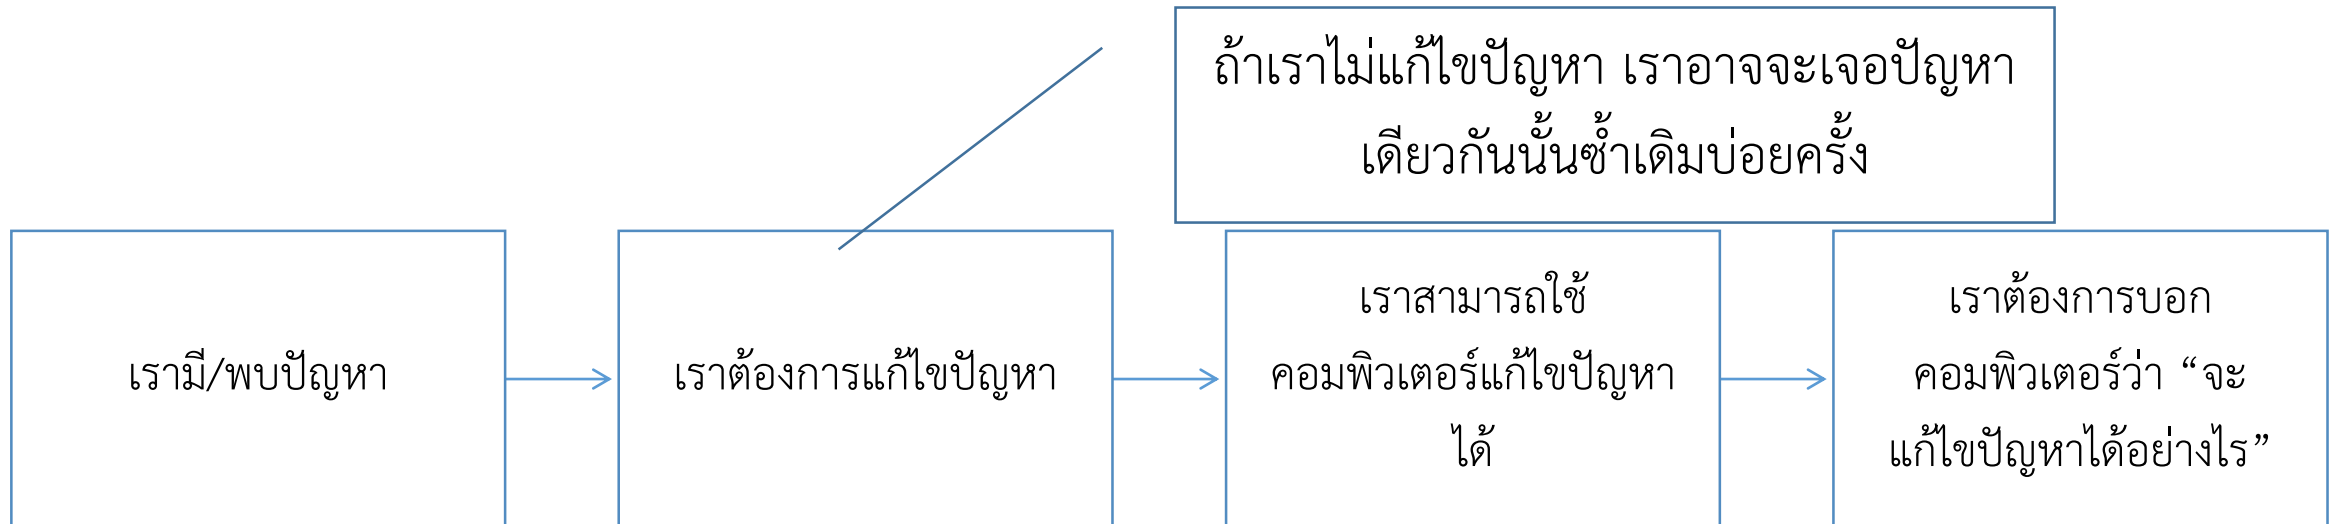 ถ้าเราไม่แก้ไขปัญหา เราอาจจะเจอปัญหา
เดียวกันนั้นซ้ำเดิมบ่อยครั้ง
เรามี/พบปัญหา
เราต้องการแก้ไขปัญหา
เราสามารถใช้
คอมพิวเตอร์แก้ไขปัญหา
ได้
เราต้องการบอก
คอมพิวเตอร์ว่า “จะ
แก้ไขปัญหาได้อย่างไร”